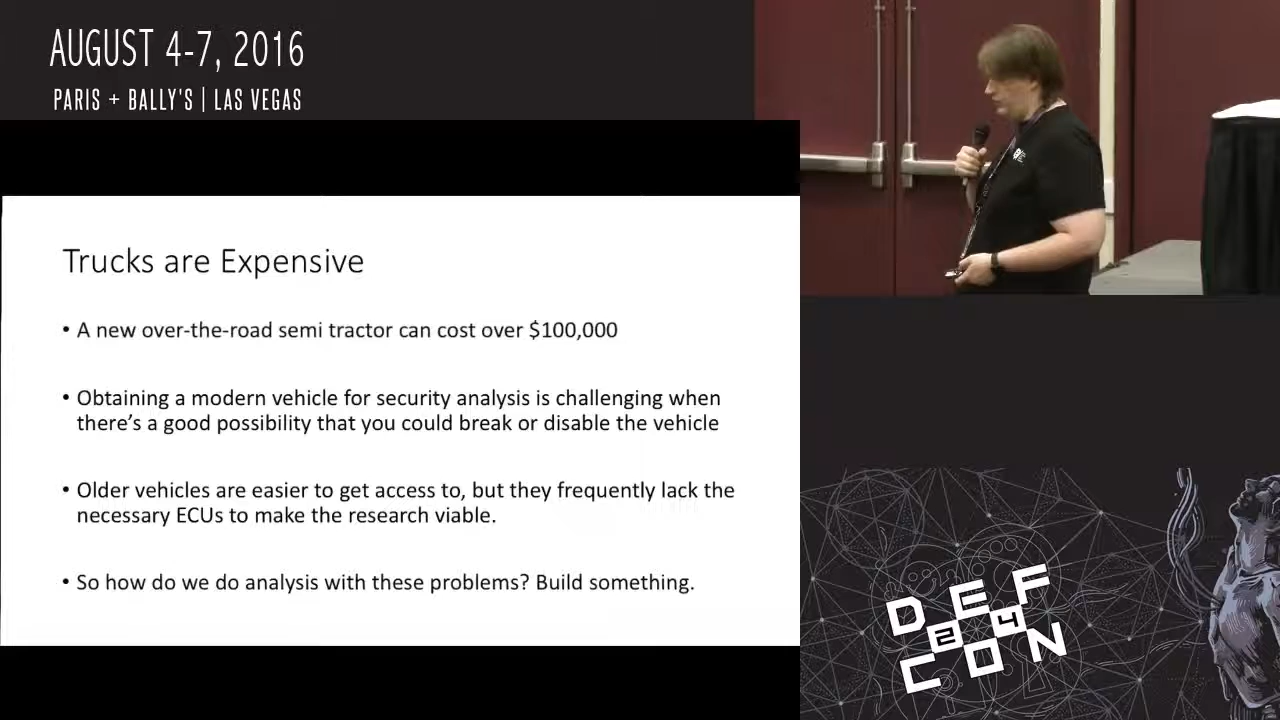 AUGUST 4-7, 2016
PARIS + BALLY'S | LAS VEGAS
Trucks are Expensive
• A new over-the-road semi tractor can cost over $100,000
• Obtaining a modern vehicle for security analysis is challenging when
there's a good possibility that you could break or disable the vehicle
• Older vehicles are easier to get access to, but they frequently lack the
necessary ECUs to make the research viable.
• So how do we do analysis with these problems? Build something.
DEF
24
CON